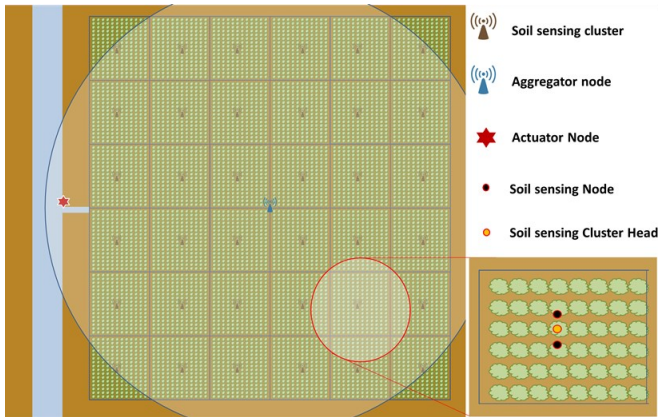 Soil sensing cluster
Aggregator node
Actuator Node
Soil sensing Node
Soil sensing Cluster Head